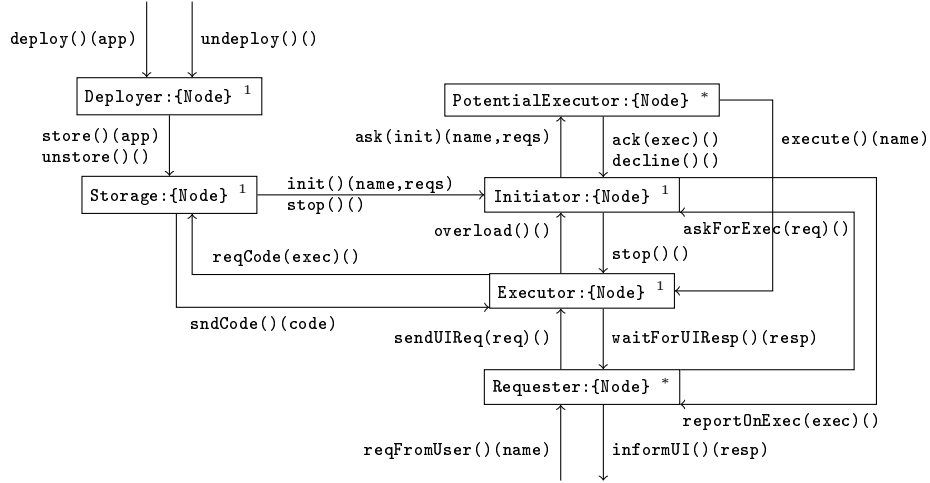 deploy()(app)
undeploy()()
Deployer:{Node} 1
PotentialExecutor:{Node} *
store()(app)
unstore()()
ask(init)(name,reqs)
ack(exec)()
decline()()
execute()(name)
Storage:{Node} 1
init()(name,reqs)
stop()()
Initiator:{Node} 1
overload()()
askForExec(req)()
reqCode(exec)()
stop()()
Executor:{Node} 1
sndCode()(code)
sendUIReq(req)()
waitForUIResp()(resp)
Requester:{Node} *
reportOnExec(exec)()
reqFromUser()(name)
informUI()(resp)